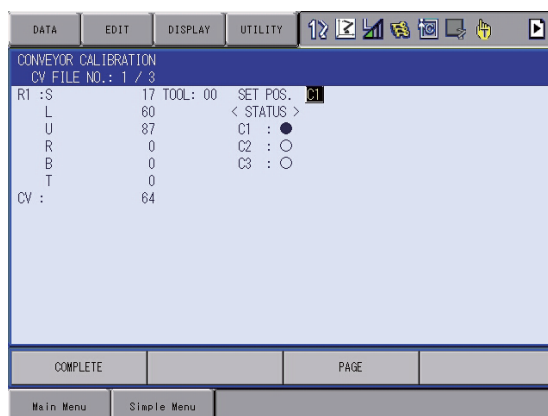 DATA EDIT DISPLAY UTILITY
CONVEYOR CALIBRATION
CV FILE NO.: 1 / 3
R1 :S 17 TOOL: 00 SET POS. C1
L 60 < STATUS >
U 87 C1 : ●
R 0 C2 : ○
B 0 C3 : ○
T 0
CV : 64
COMPLETE PAGE
Main Menu Simple Menu